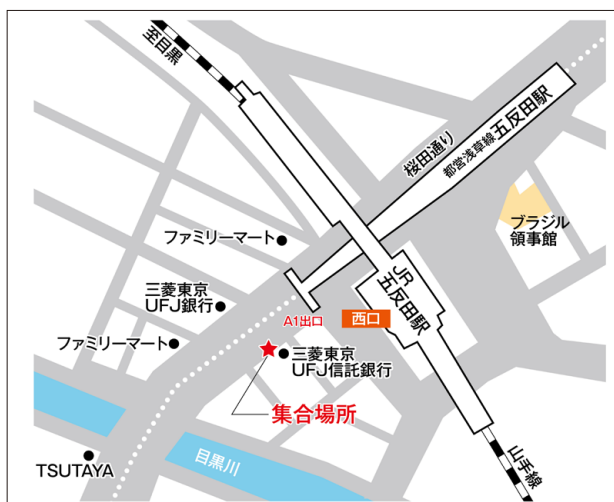 至目黒
桜田通り
都営浅草線 五反田駅
ファミリーマート
ブラジル
領事館
三菱東京
UFJ銀行
JR
五反田駅
A1出口
西口
ファミリーマート
三菱東京
UFJ信託銀行
集合場所
目黒川
TSUTAYA
山手線